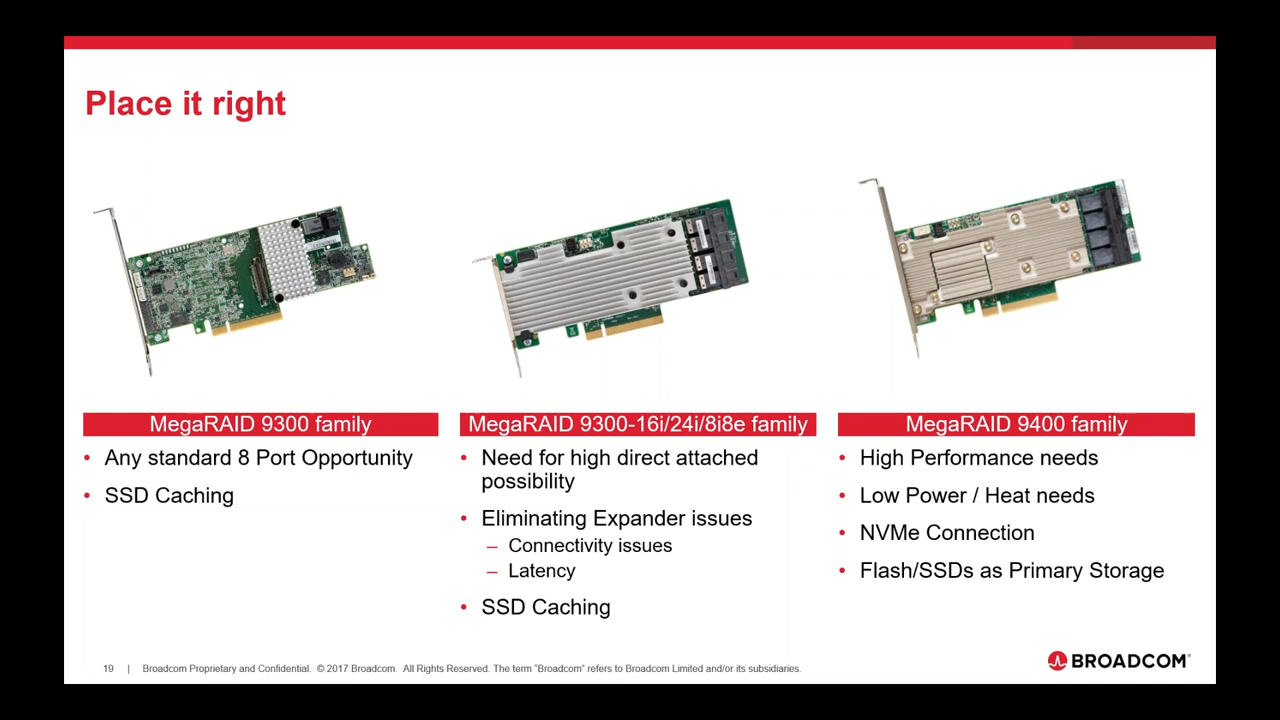 Place it right
MegaRAID 9300 family
• Any standard 8 Port Opportunity
• SSD Caching
MegaRAID 9300-16i/24i/8i8e family
• Need for high direct attached
possibility
• Eliminating Expander issues
– Connectivity issues
– Latency
• SSD Caching
MegaRAID 9400 family
• High Performance needs
• Low Power / Heat needs
• NVMe Connection
• Flash/SSDs as Primary Storage
19 | Broadcom Proprietary and Confidential. © 2017 Broadcom. All Rights Reserved. The term "Broadcom" refers to Broadcom Limited and/or its subsidiaries.
BROADCOM®